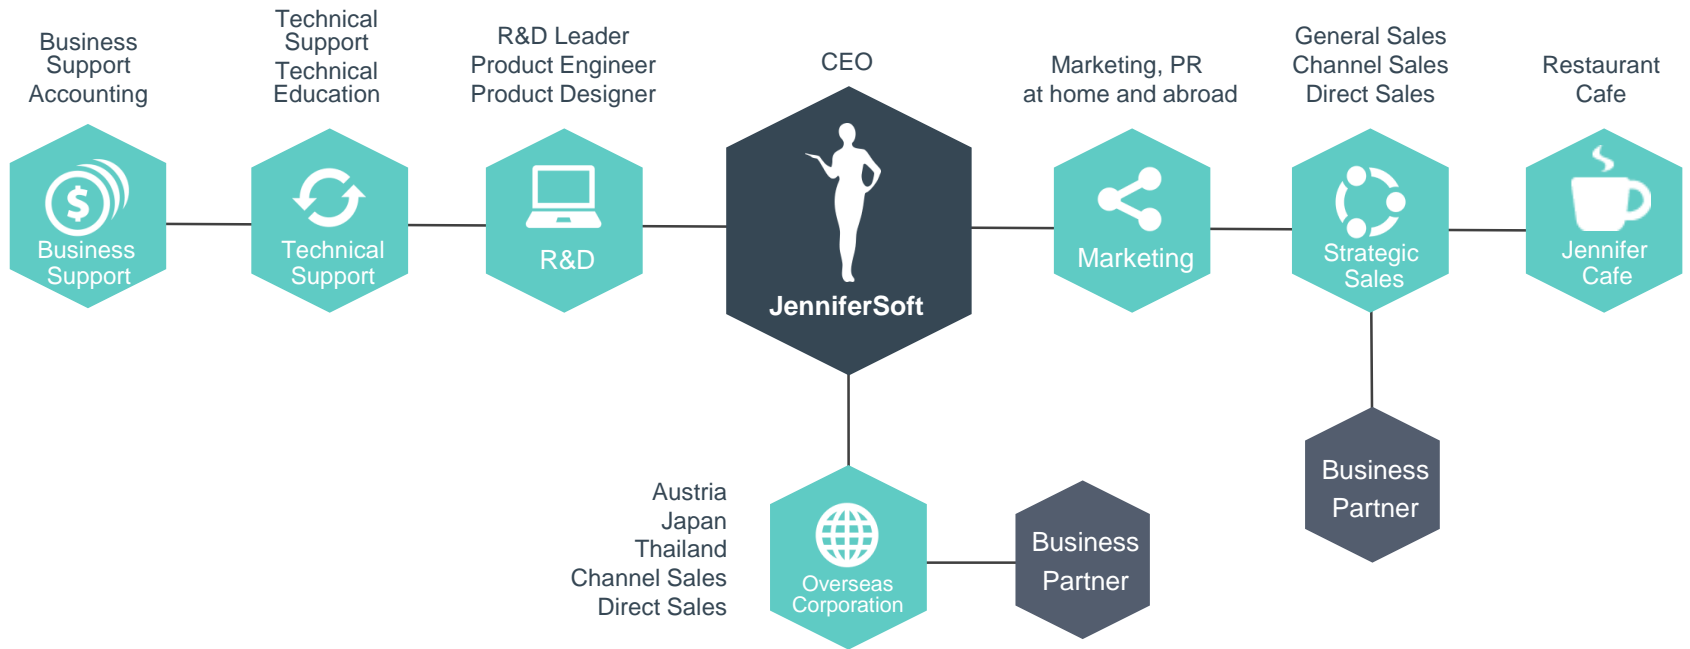 Business
Support
Accounting
Technical
Support
Technical
Education
R&D Leader
Product Engineer
Product Designer
CEO
Marketing, PR
at home and abroad
General Sales
Channel Sales
Direct Sales
Restaurant
Cafe
$
Business
Support
Technical
Support
R&D
JenniferSoft
Marketing
Strategic
Sales
Jennifer
Cafe
Business
Partner
Austria
Japan
Thailand
Channel Sales
Direct Sales
Overseas
Corporation
Business
Partner